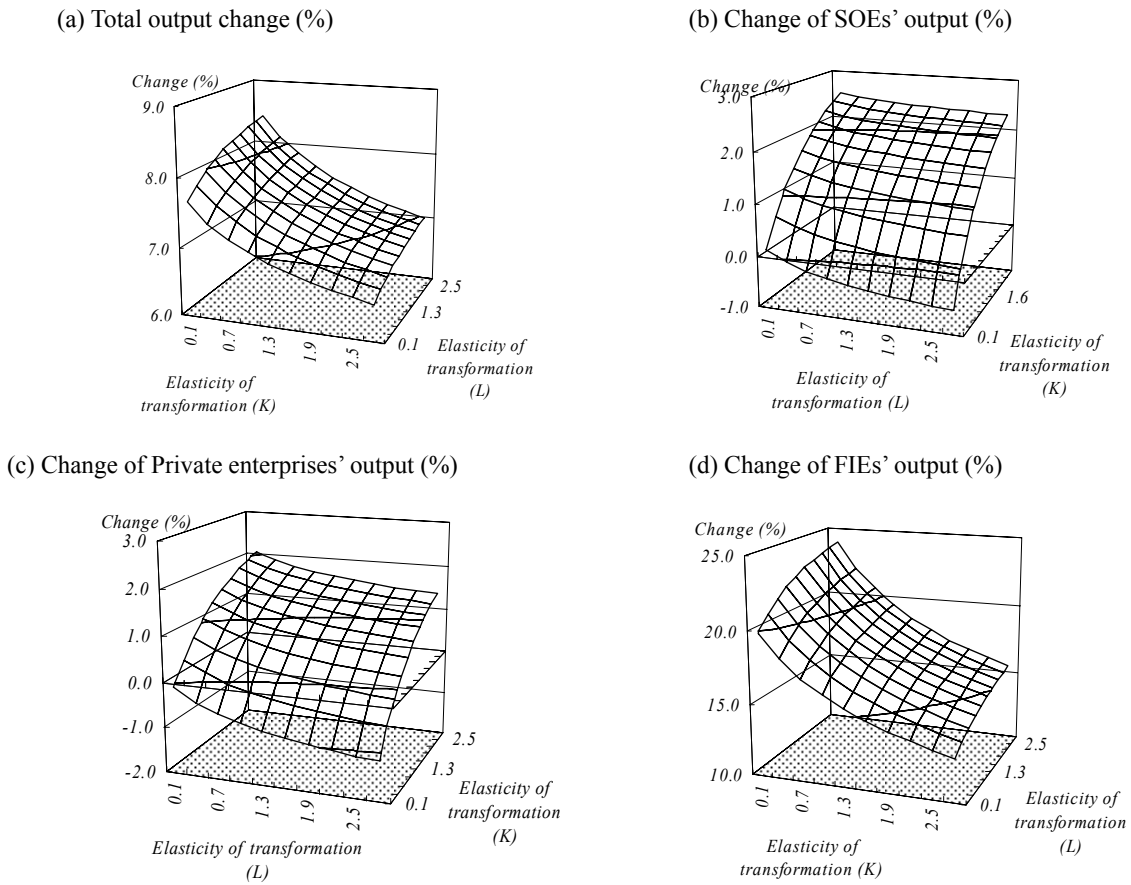 (a) Total output change (%)
Change (%)
9.0
8.0
7.0
6.0
0.1
0.7
1.3
1.9
2.5
0.1
1.3
2.5
Elasticity of
transformation (K)
Elasticity of
transformation
(L)
(b) Change of SOEs’ output (%)
Change (%)
3.0
2.0
1.0
0.0
-1.0
0.1
0.7
1.3
1.9
2.5
0.1
1.6
Elasticity of
transformation (L)
Elasticity of
transformation
(K)
(c) Change of Private enterprises’ output (%)
Change (%)
3.0
2.0
1.0
0.0
-1.0
-2.0
0.1
0.7
1.3
1.9
2.5
0.1
1.3
2.5
Elasticity of transformation
(L)
Elasticity of
transformation
(K)
(d) Change of FIEs’ output (%)
Change (%)
25.0
20.0
15.0
10.0
0.1
0.7
1.3
1.9
2.5
0.1
1.3
2.5
Elasticity of
transformation (K)
Elasticity of
transformation
(L)